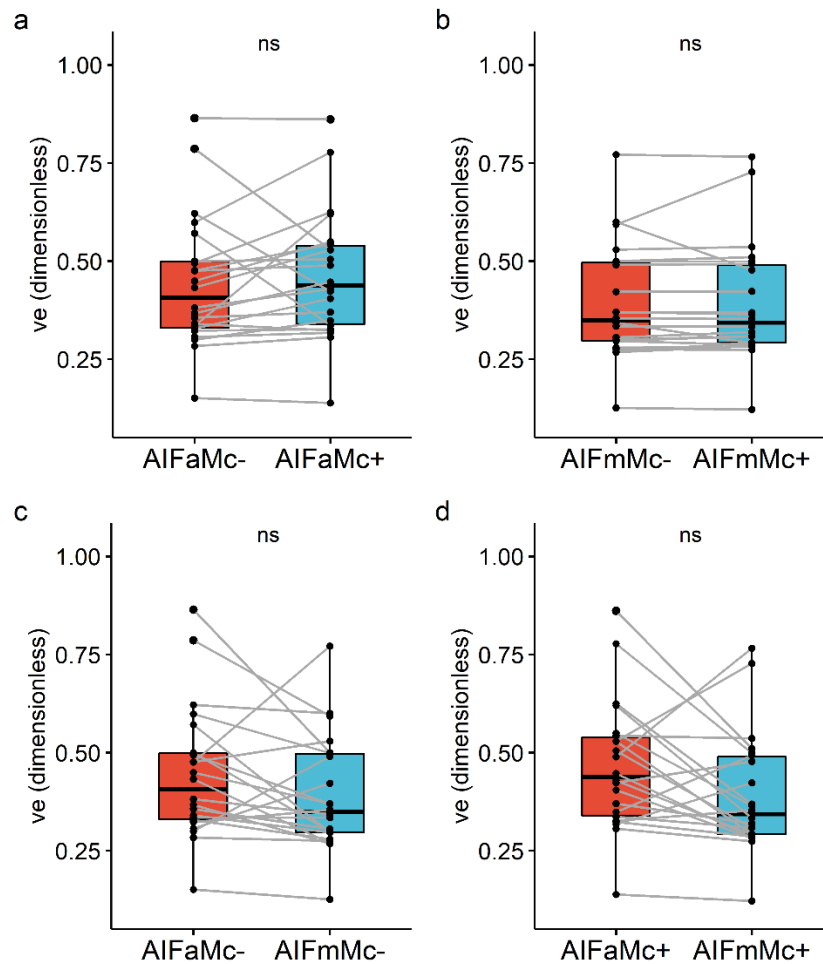 a
ns
1.00
0.75
0.50
0.25
ve (dimensionless)
AIFaMc- AIFaMc+
b
ns
1.00
0.75
0.50
0.25
ve (dimensionless)
AIFmMc- AIFmMc+
c
ns
1.00
0.75
0.50
0.25
ve (dimensionless)
AIFaMc- AIFmMc-
d
ns
1.00
0.75
0.50
0.25
ve (dimensionless)
AIFaMc+ AIFmMc+